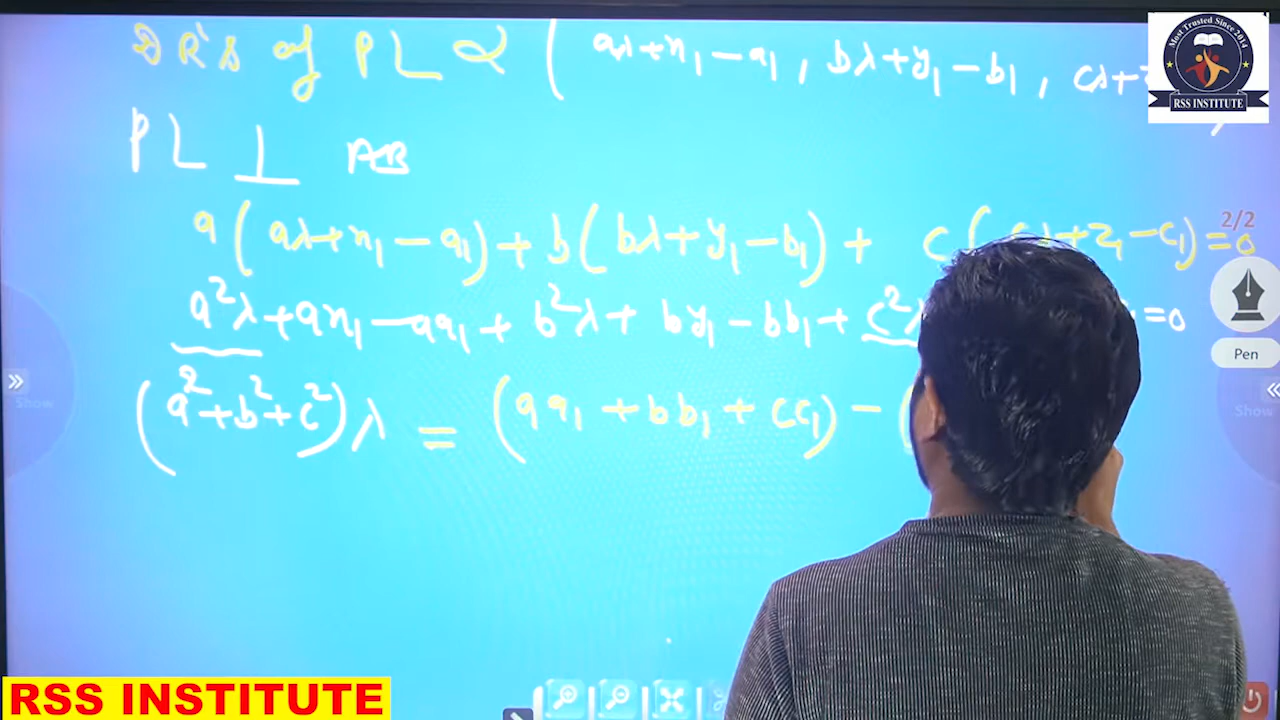 DR's of PL α ( aλ+x₁-a₁, bλ+y₁-b₁, cλ+z
PL ⊥ AB
a(aλ+x₁-a₁)+b(bλ+y₁-b₁)+ c(cλ+z₁-c₁)=0
a²λ+ax₁-aa₁+ b²λ+ by₁-bb₁+c²λ =0
(a²+b²+c²)λ = (aa₁+bb₁+cc₁)-(
Most Trusted Since 2014
RSS INSTITUTE
2/2
Pen
Show
Show
RSS INSTITUTE